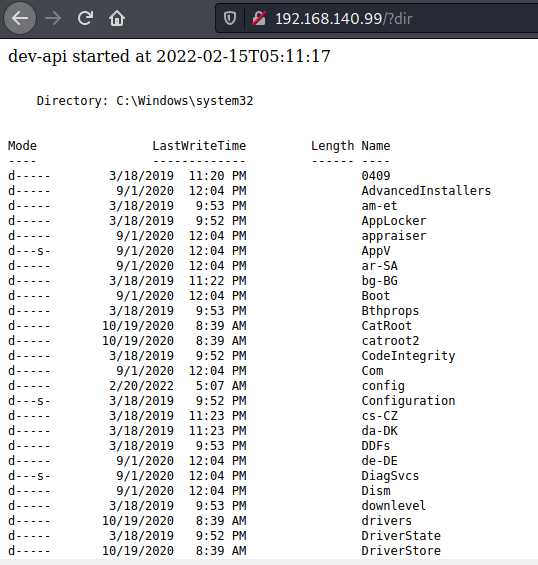 192.168.140.99/?dir
dev-api started at 2022-02-15T05:11:17
Directory: C:\Windows\system32
Mode LastWriteTime Length Name
---- ------------- ------ ----
d----- 3/18/2019 11:20 PM 0409
d----- 9/1/2020 12:04 PM AdvancedInstallers
d----- 3/18/2019 9:53 PM am-et
d----- 3/18/2019 9:52 PM AppLocker
d----- 9/1/2020 12:04 PM appraiser
d---s- 9/1/2020 12:04 PM AppV
d----- 9/1/2020 12:04 PM ar-SA
d----- 3/18/2019 11:22 PM bg-BG
d----- 9/1/2020 12:04 PM Boot
d----- 3/18/2019 9:53 PM Bthprops
d----- 10/19/2020 8:39 AM CatRoot
d----- 10/19/2020 8:39 AM catroot2
d----- 3/18/2019 9:52 PM CodeIntegrity
d----- 9/1/2020 12:04 PM Com
d----- 2/20/2022 5:07 AM config
d---s- 3/18/2019 9:52 PM Configuration
d----- 3/18/2019 11:23 PM cs-CZ
d----- 3/18/2019 11:23 PM da-DK
d----- 3/18/2019 9:53 PM DDFs
d----- 9/1/2020 12:04 PM de-DE
d---s- 9/1/2020 12:04 PM DiagSvcs
d----- 9/1/2020 12:04 PM Dism
d----- 3/18/2019 9:53 PM downlevel
d----- 10/19/2020 8:39 AM drivers
d----- 3/18/2019 9:52 PM DriverState
d----- 10/19/2020 8:39 AM DriverStore